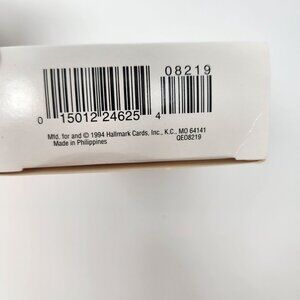 08219
0 15012 24625 4
Mfd. for and © 1994 Hallmark Cards, Inc., K.C., MO 64141
Made in Philippines QEO8219